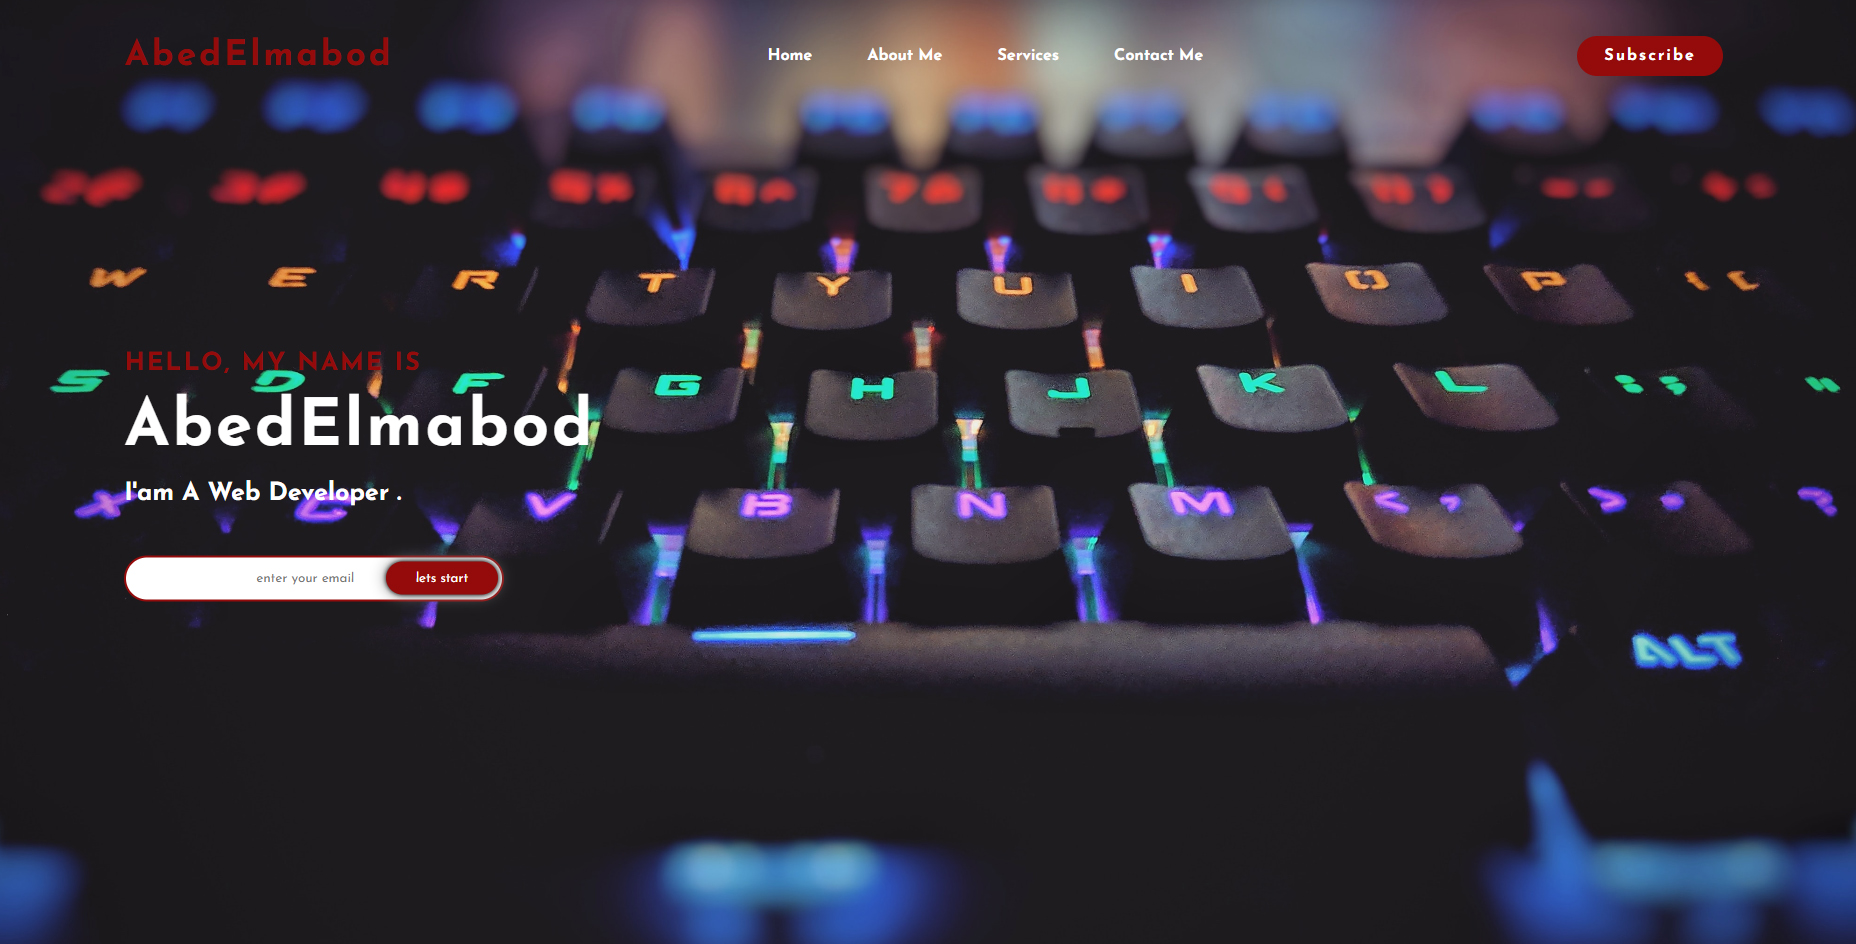 AbedElmabod
Home About Me Services Contact Me
Subscribe
W E R T Y U I O P
HELLO, MY NAME IS
S D F G H J K L
AbedElmabod
I'am A Web Developer .
X C V B N M
enter your email
lets start
ALT